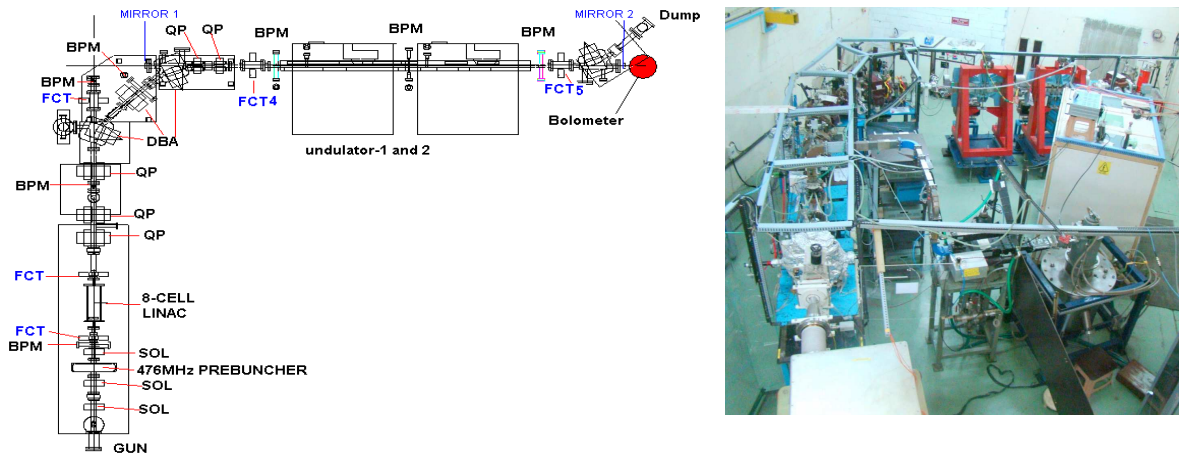 MIRROR 1
QP
QP
BPM
BPM
BPM
MIRROR 2
Dump
BPM
FCT
FCT4
FCT5
Bolometer
DBA
undulator-1 and 2
QP
BPM
QP
QP
FCT
8-CELL
LINAC
FCT
BPM
SOL
476MHz PREBUNCHER
SOL
SOL
GUN